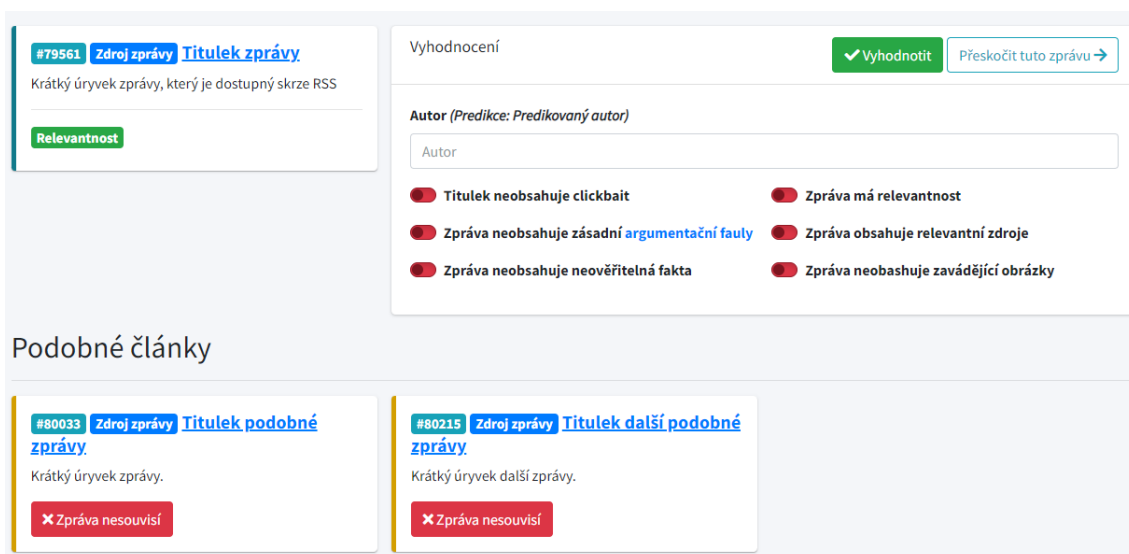 #79561 Zdroj zprávy Titulek zprávy
Krátký úryvek zprávy, který je dostupný skrze RSS
Relevantnost
Vyhodnocení
Vyhodnotit
Přeskočit tuto zprávu
Autor (Predikce: Predikovaný autor)
Autor
Titulek neobsahuje clickbait
Zpráva má relevantnost
Zpráva neobsahuje zásadní argumentační fauly
Zpráva obsahuje relevantní zdroje
Zpráva neobsahuje neověřitelná fakta
Zpráva neobashuje zavádějící obrázky
Podobné články
#80033 Zdroj zprávy Titulek podobné
zprávy
Krátký úryvek zprávy.
Zpráva nesouvisí
#80215 Zdroj zprávy Titulek další podobné
zprávy
Krátký úryvek další zprávy.
Zpráva nesouvisí